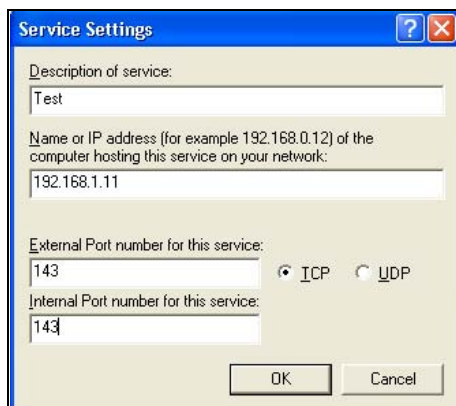 Service Settings
Description of service:
Test
Name or IP address (for example 192.168.0.12) of the
computer hosting this service on your network:
192.168.1.11
External Port number for this service:
143
TCP
UDP
Internal Port number for this service:
143
OK
Cancel